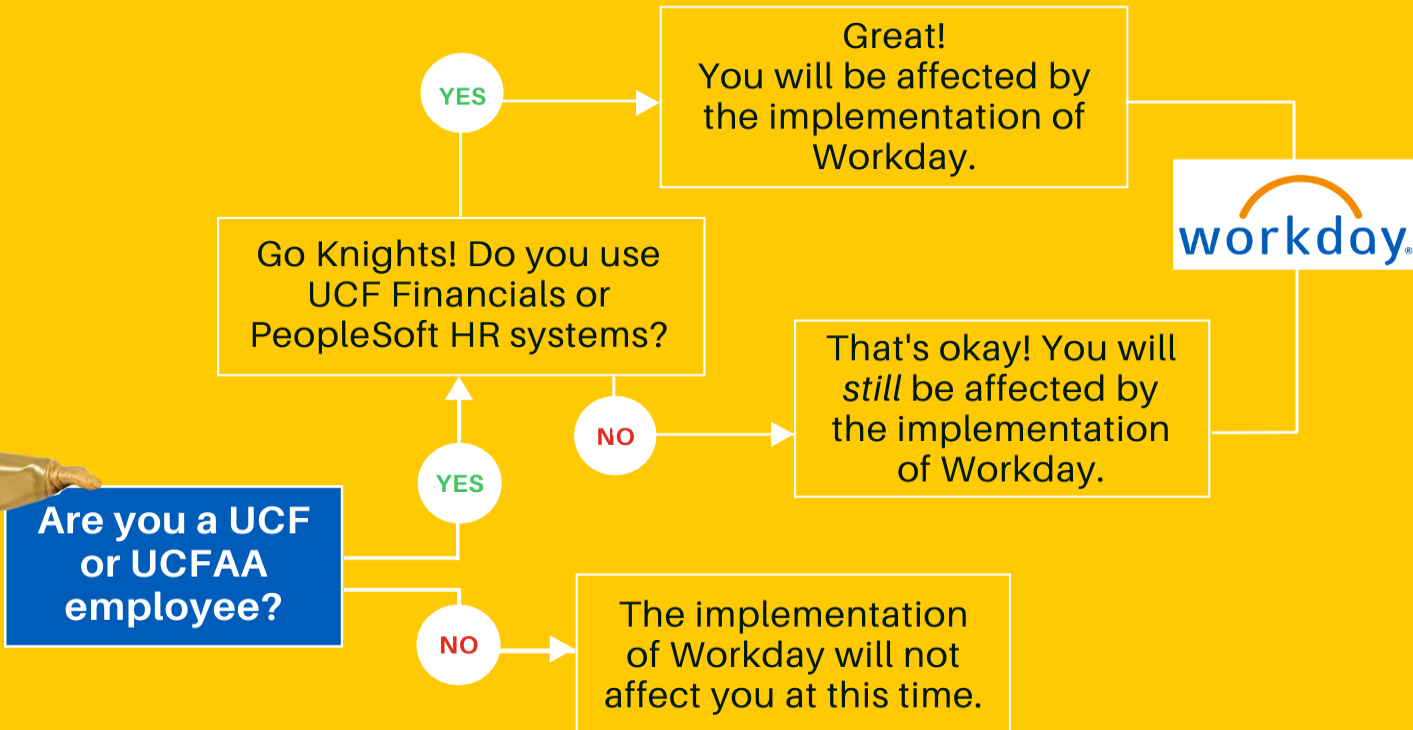 Great!
You will be affected by
the implementation of
Workday.
YES
workday®
Go Knights! Do you use
UCF Financials or
PeopleSoft HR systems?
That's okay! You will
still be affected by
the implementation
of Workday.
NO
YES
Are you a UCF
or UCFAA
employee?
NO
The implementation
of Workday will not
affect you at this time.